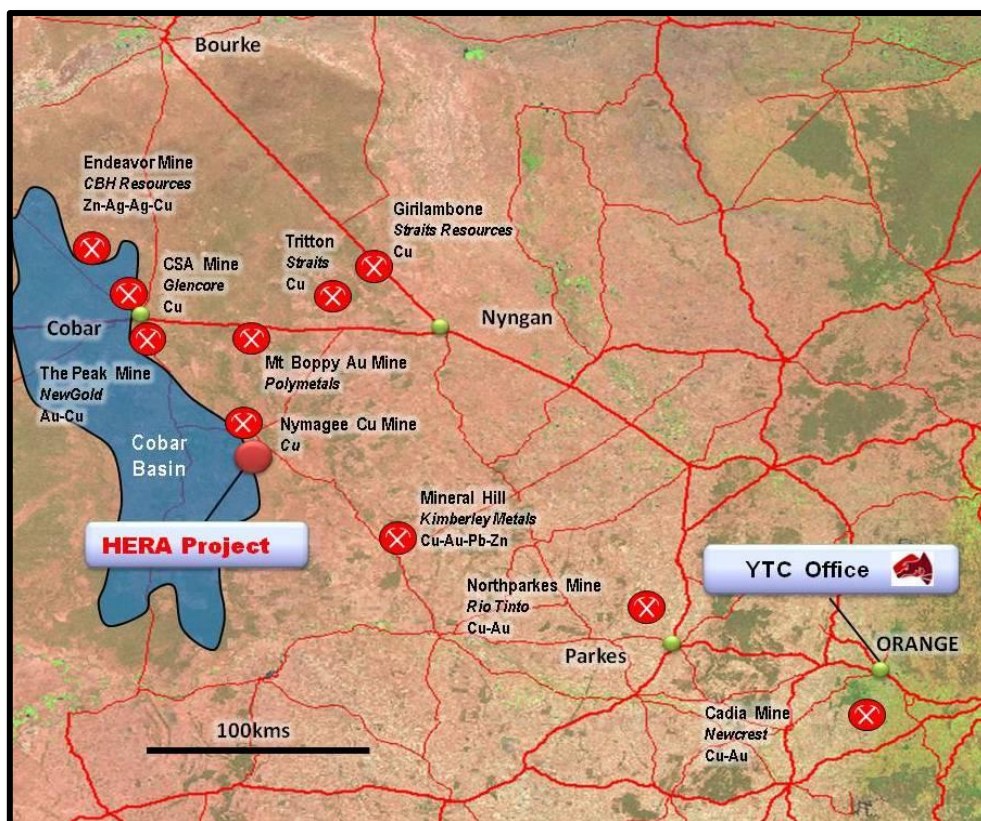 Bourke
Endeavor Mine
CBH Resources
Zn-Ag-Ag-Cu
CSA Mine
Glencore
Cu
Tritton
Straits
Cu
Girilambone
Straits Resources
Cu
Cobar
Nyngan
The Peak Mine
NewGold
Au-Cu
Mt Boppy Au Mine
Polymetals
Nymagee Cu Mine
Cu
Cobar
Basin
HERA Project
Mineral Hill
Kimberley Metals
Cu-Au-Pb-Zn
YTC Office
Northparkes Mine
Rio Tinto
Cu-Au
Parkes
ORANGE
Cadia Mine
Newcrest
Cu-Au
100kms